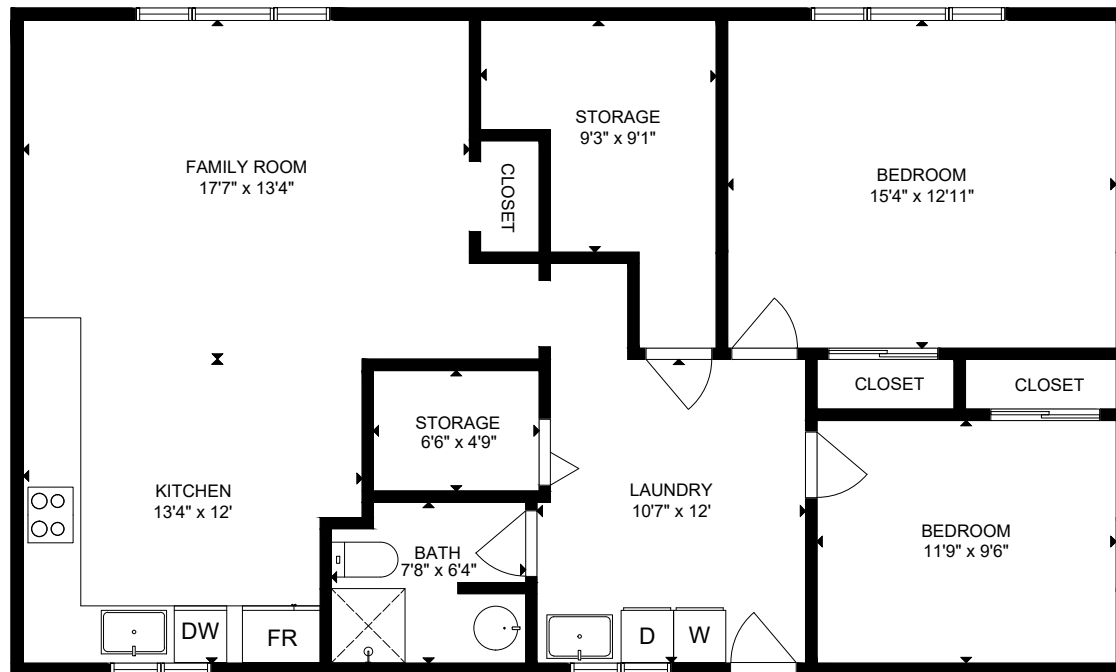 STORAGE
9'3" x 9'1"
FAMILY ROOM
17'7" x 13'4"
CLOSET
BEDROOM
15'4" x 12'11"
CLOSET
CLOSET
STORAGE
6'6" x 4'9"
KITCHEN
13'4" x 12'
LAUNDRY
10'7" x 12'
BEDROOM
11'9" x 9'6"
BATH
7'8" x 6'4"
DW
FR
D
W